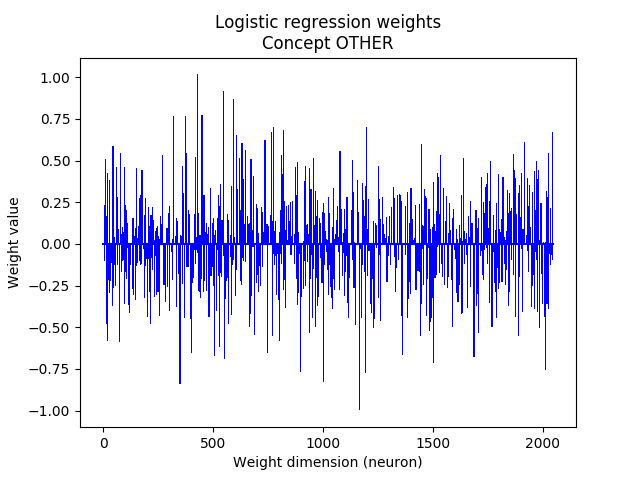 Logistic regression weights
Concept OTHER
1.00
0.75
0.50
0.25
0.00
−0.25
−0.50
−0.75
−1.00
Weight value
0 500 1000 1500 2000
Weight dimension (neuron)